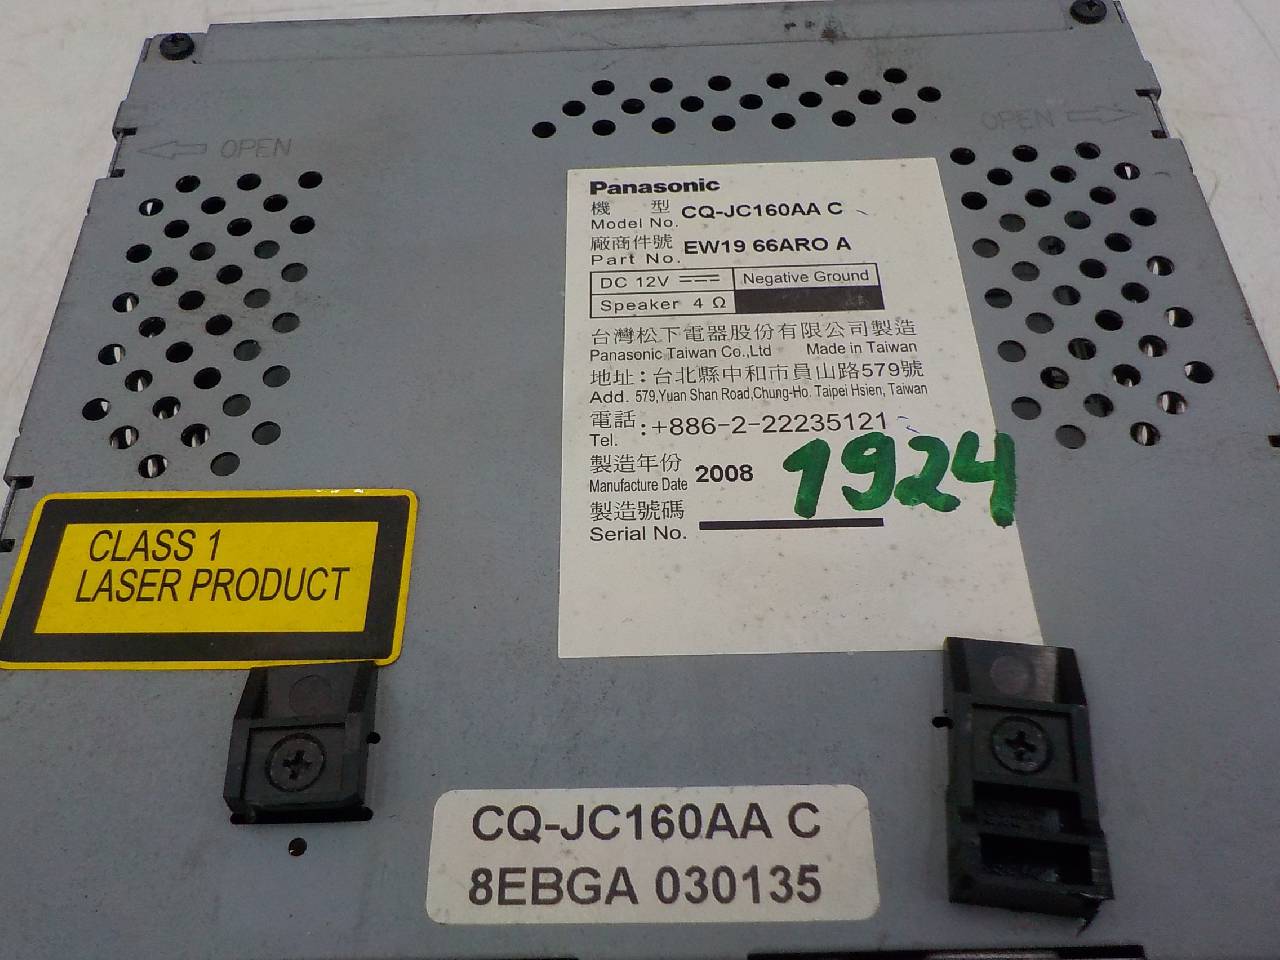 OPEN
OPEN
Panasonic
機 型
Model No. CQ-JC160AA C
廠商件號
Part No. EW19 66ARO A
DC 12V Negative Ground
Speaker 4 Ω
台灣松下電器股份有限公司製造
Panasonic Taiwan Co.,Ltd Made in Taiwan
地址：台北縣中和市員山路579號
Add. 579,Yuan Shan Road,Chung-Ho. Taipei Hsien, Taiwan
電話
Tel. :+886-2-22235121
製造年份
Manufacture Date 2008
1924
製造號碼
Serial No.
CLASS 1
LASER PRODUCT
CQ-JC160AA C
8EBGA 030135